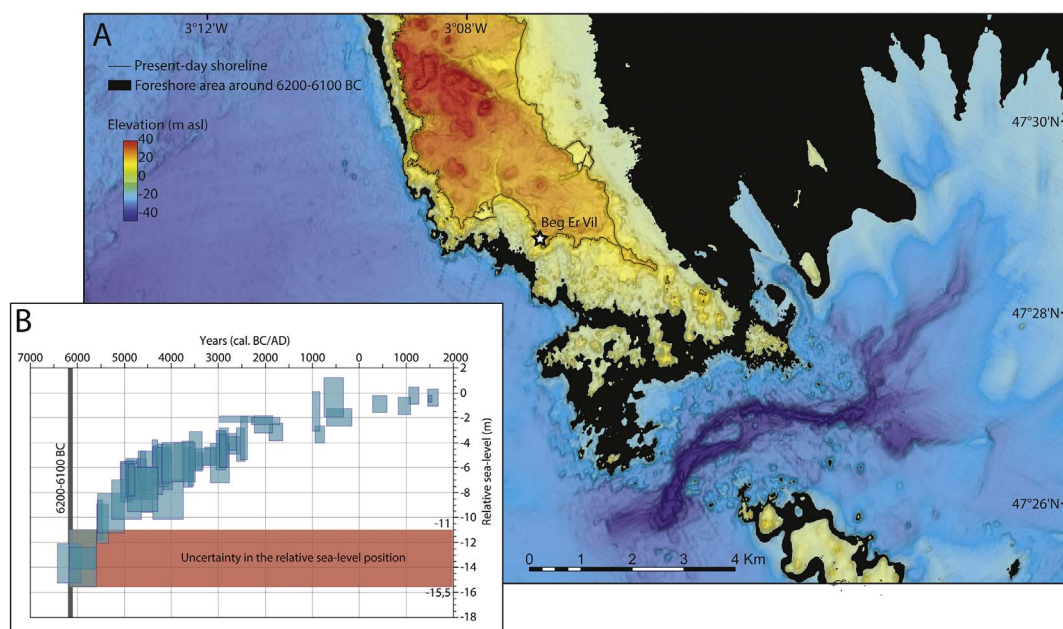 A
3°12'W
3°08'W
Present-day shoreline
Foreshore area around 6200-6100 BC
Elevation (m asl)
40
20
0
-20
-40
47°30'N
Beg Er Vil
47°28'N
47°26'N
0 1 2 3 4 Km
B
Years (cal. BC/AD)
7000 6000 5000 4000 3000 2000 1000 0 1000 2000
2
0
-2
-4
-6
-8
-10
-11
-12
-14
-15,5
-16
-18
Relative sea-level (m)
6200-6100 BC
Uncertainty in the relative sea-level position